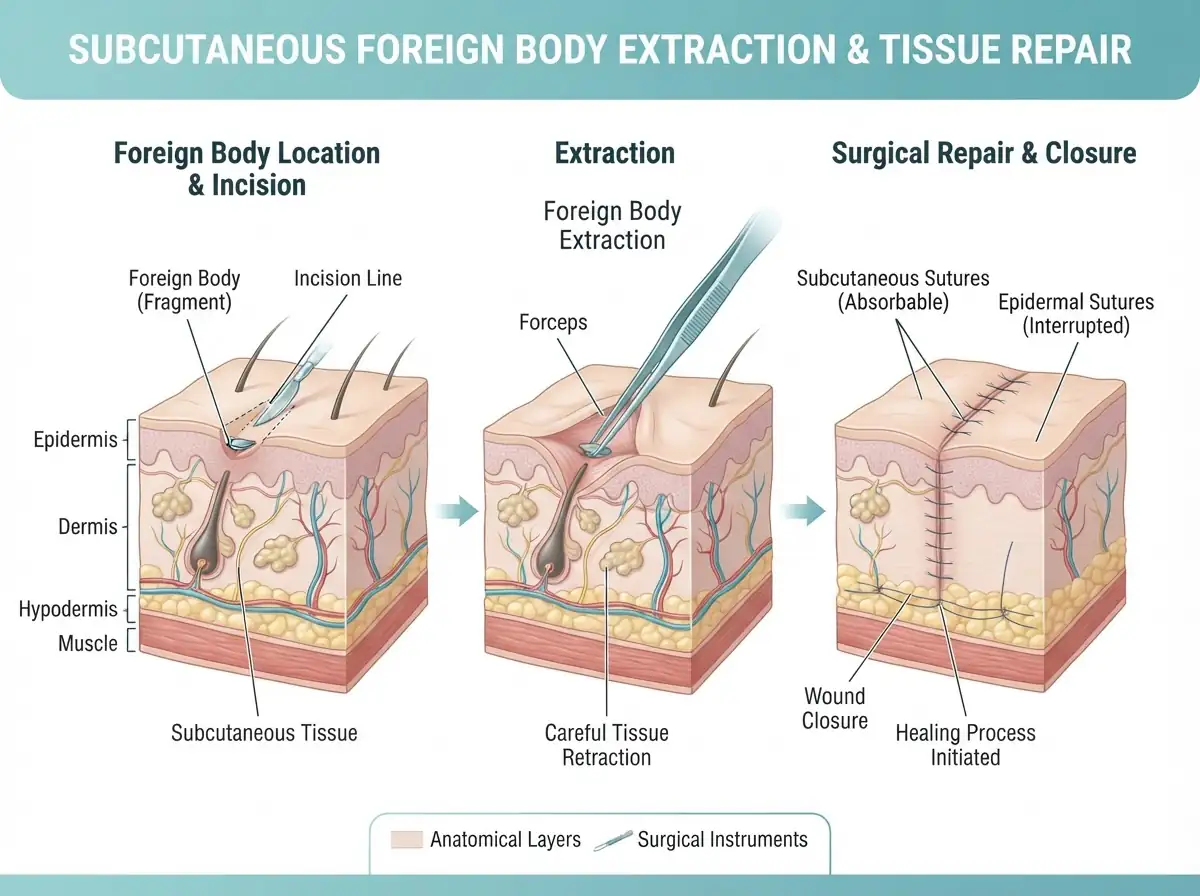 SUBCUTANEOUS FOREIGN BODY EXTRACTION & TISSUE REPAIR
Foreign Body Location
& Incision
Foreign Body
(Fragment)
Incision Line
Epidermis
Dermis
Hypodermis
Muscle
Subcutaneous Tissue
Extraction
Foreign Body
Extraction
Forceps
Careful Tissue
Retraction
Surgical Repair & Closure
Subcutaneous Sutures
(Absorbable)
Epidermal Sutures
(Interrupted)
Wound
Closure
Healing Process
Initiated
Anatomical Layers
Surgical Instruments